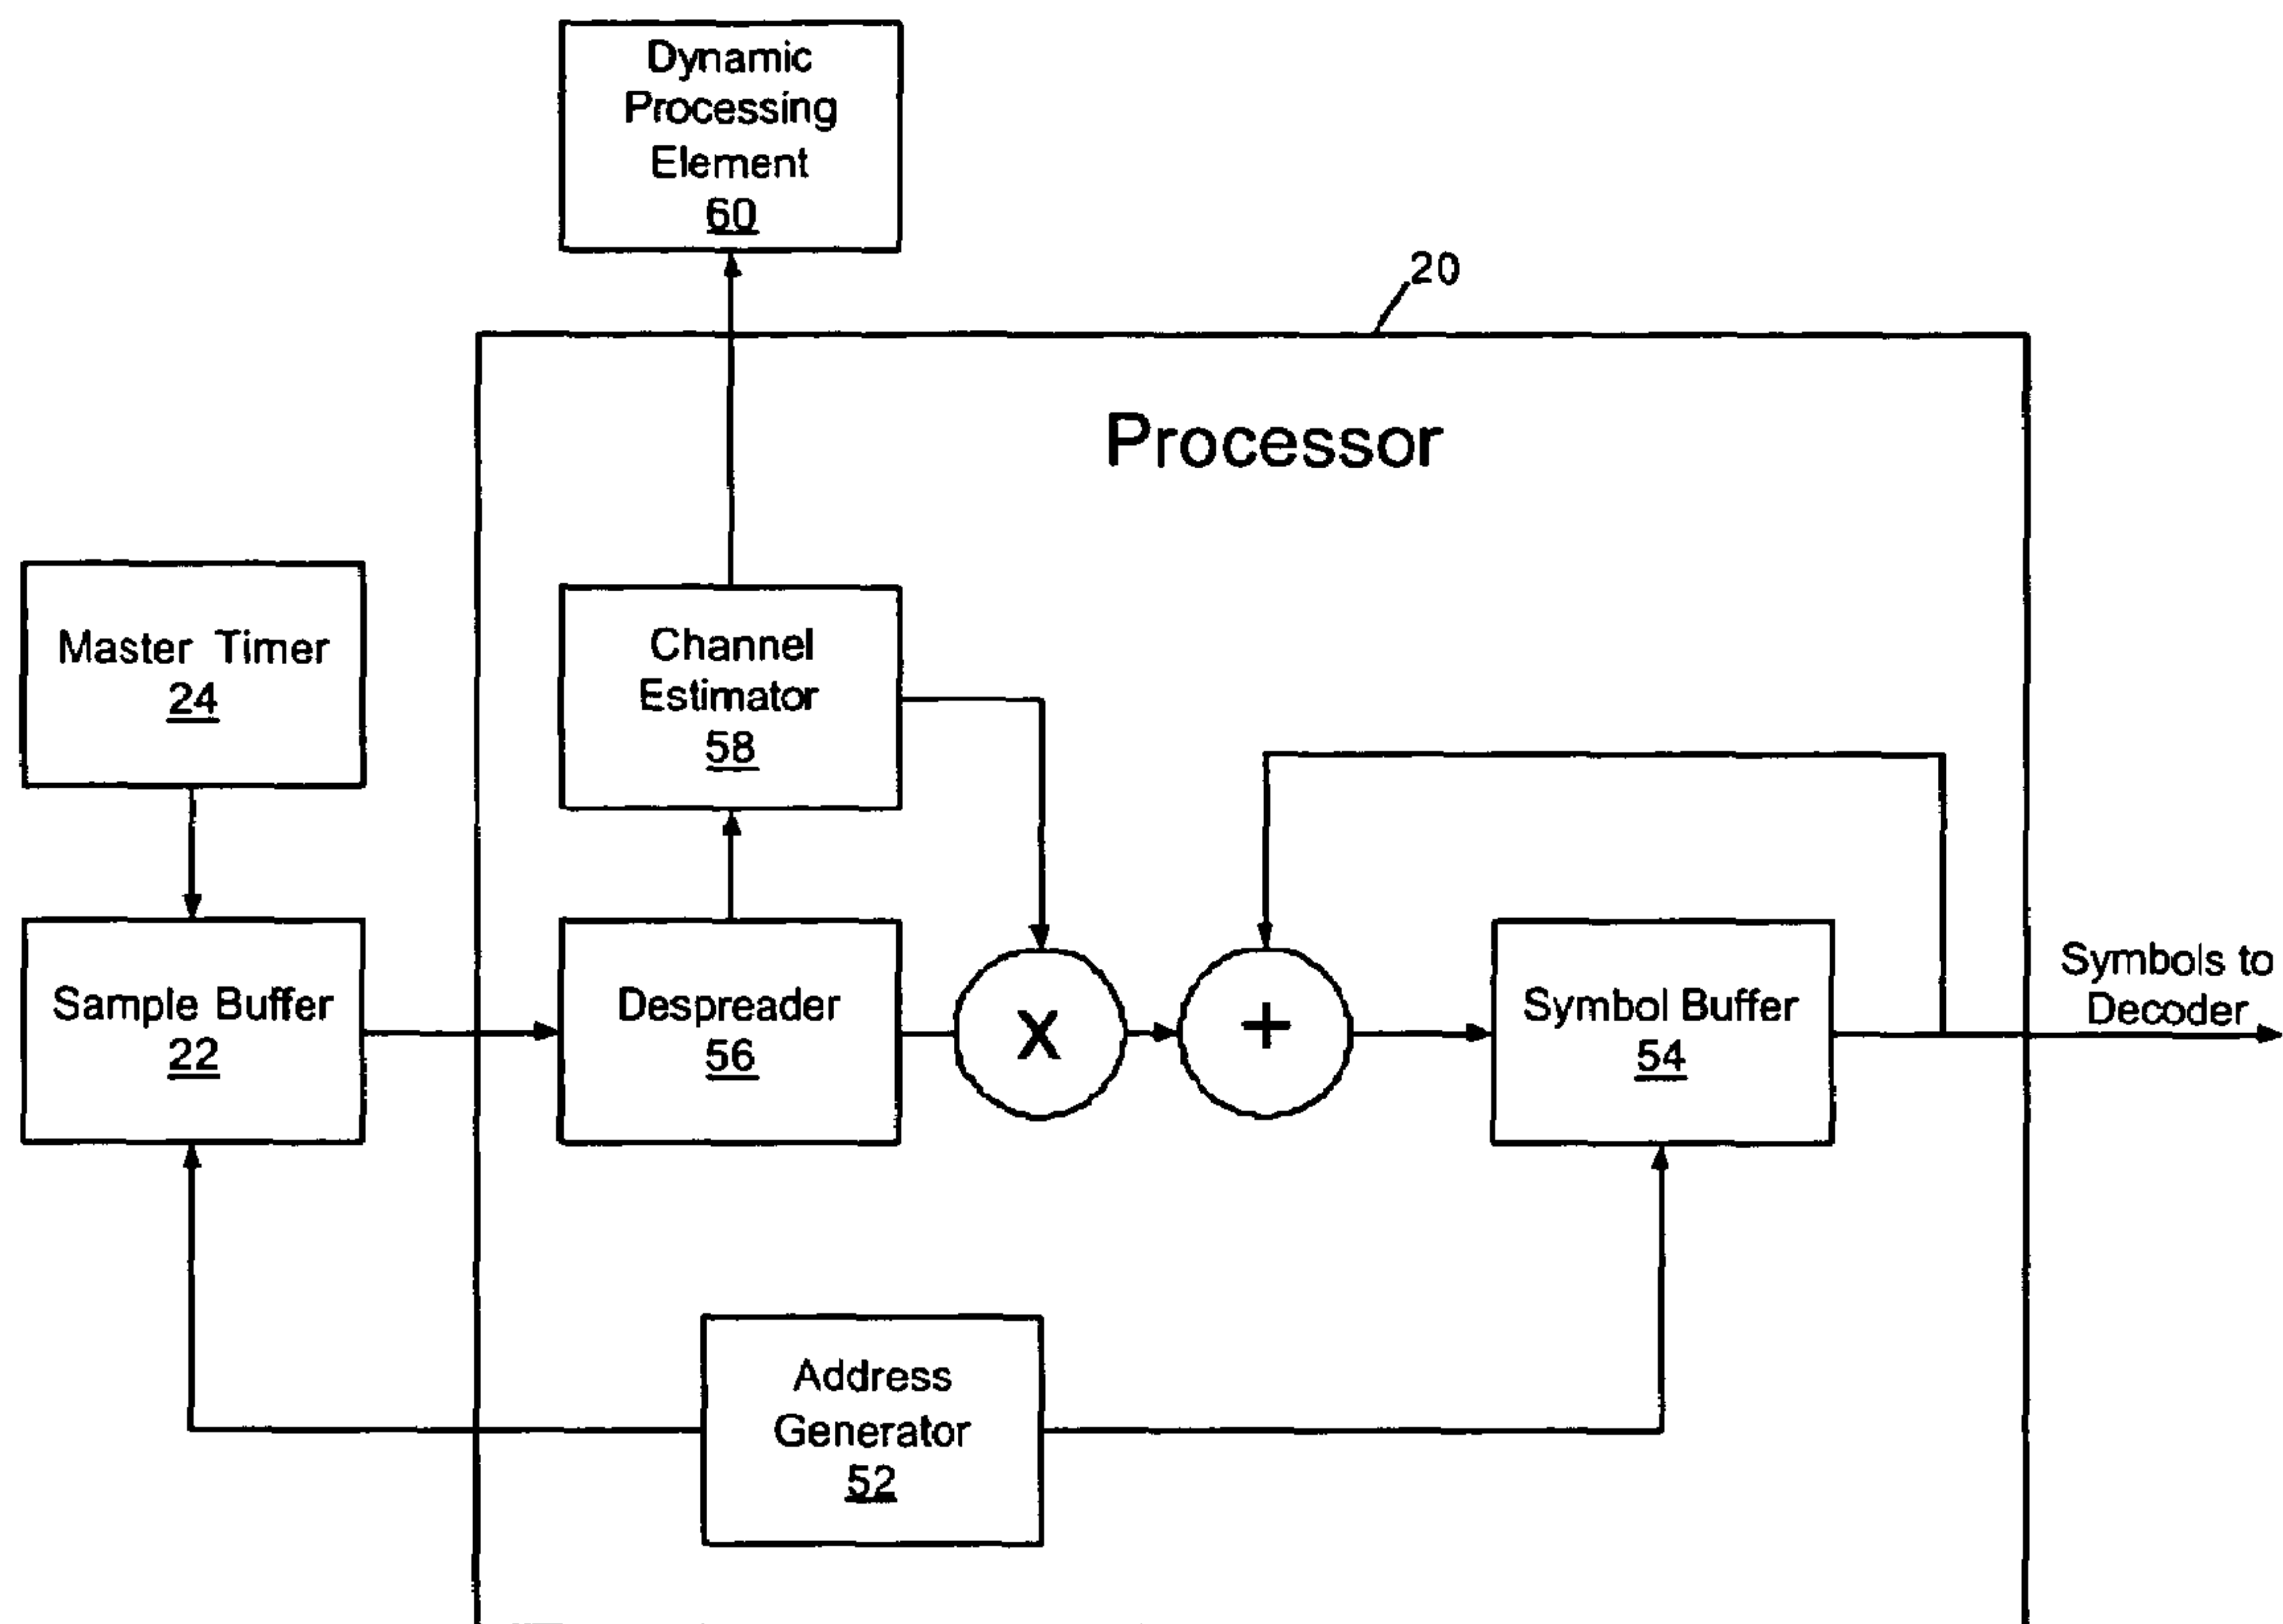 Dynamic
Processing
Element
60
20
Processor
Master Timer
24
Channel
Estimator
58
Sample Buffer
22
Despreader
56
X
+
Symbol Buffer
54
Symbols to
Decoder
Address
Generator
52